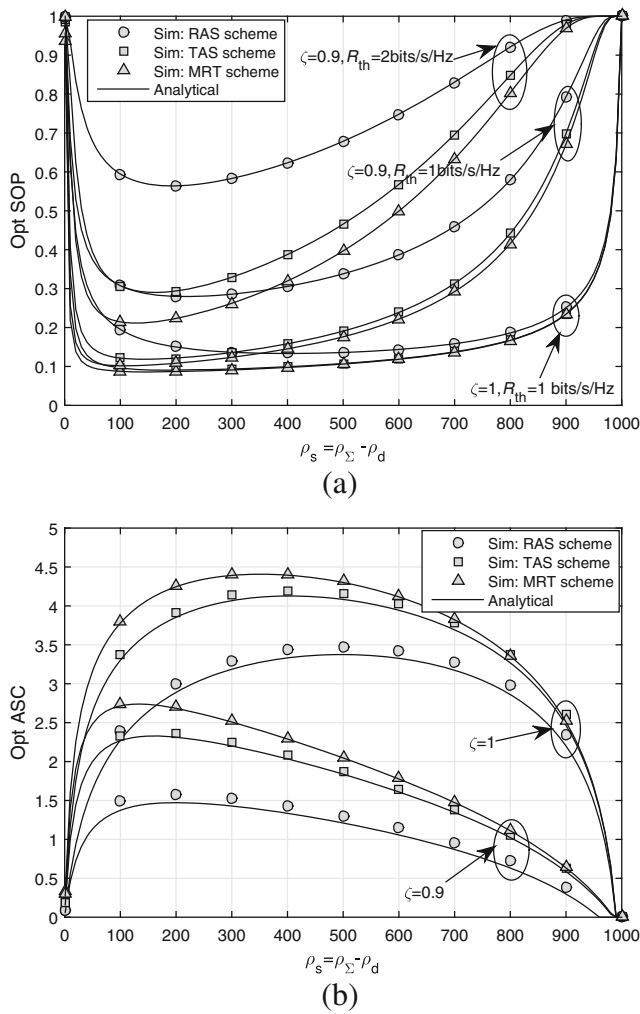 1
0.9
0.8
0.7
0.6
0.5
0.4
0.3
0.2
0.1
0
Opt SOP
Sim: RAS scheme
Sim: TAS scheme
Sim: MRT scheme
Analytical
ζ=0.9, R_th=2bits/s/Hz
ζ=0.9, R_th=1bits/s/Hz
ζ=1, R_th=1 bits/s/Hz
0 100 200 300 400 500 600 700 800 900 1000
ρ_s=ρ_Σ -ρ_d
(a)
5
4.5
4
3.5
3
2.5
2
1.5
1
0.5
0
Opt ASC
Sim: RAS scheme
Sim: TAS scheme
Sim: MRT scheme
Analytical
ζ=1
ζ=0.9
0 100 200 300 400 500 600 700 800 900 1000
ρ_s=ρ_Σ-ρ_d
(b)